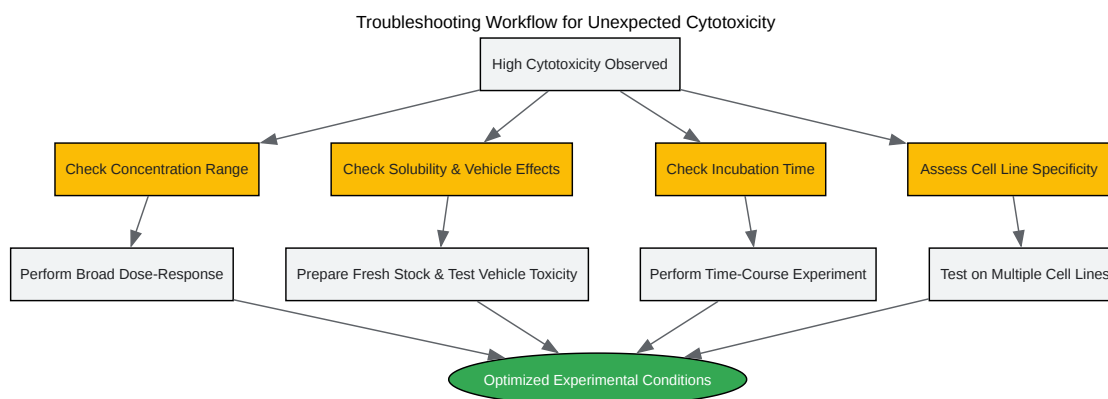 Troubleshooting Workflow for Unexpected Cytotoxicity
High Cytotoxicity Observed
Check Concentration Range
Check Solubility & Vehicle Effects
Check Incubation Time
Assess Cell Line Specificity
Perform Broad Dose-Response
Prepare Fresh Stock & Test Vehicle Toxicity
Perform Time-Course Experiment
Test on Multiple Cell Lines
Optimized Experimental Conditions